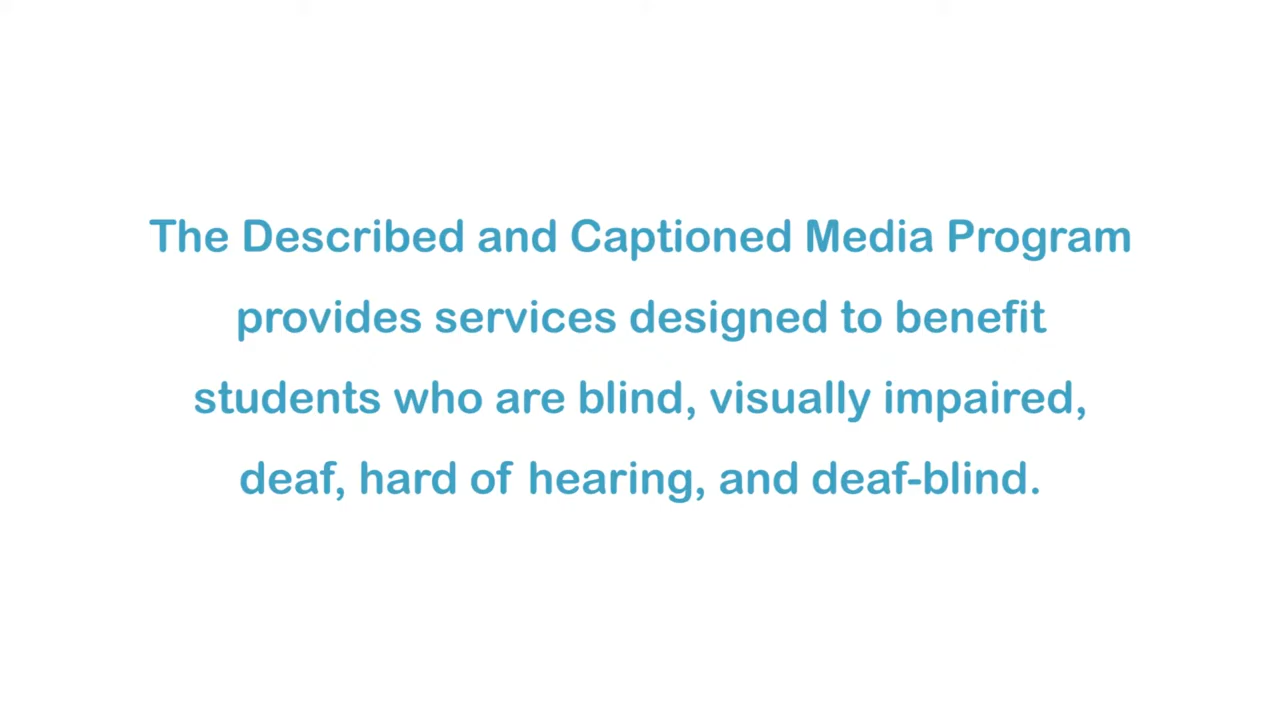 The Described and Captioned Media Program
provides services designed to benefit
students who are blind, visually impaired,
deaf, hard of hearing, and deaf-blind.